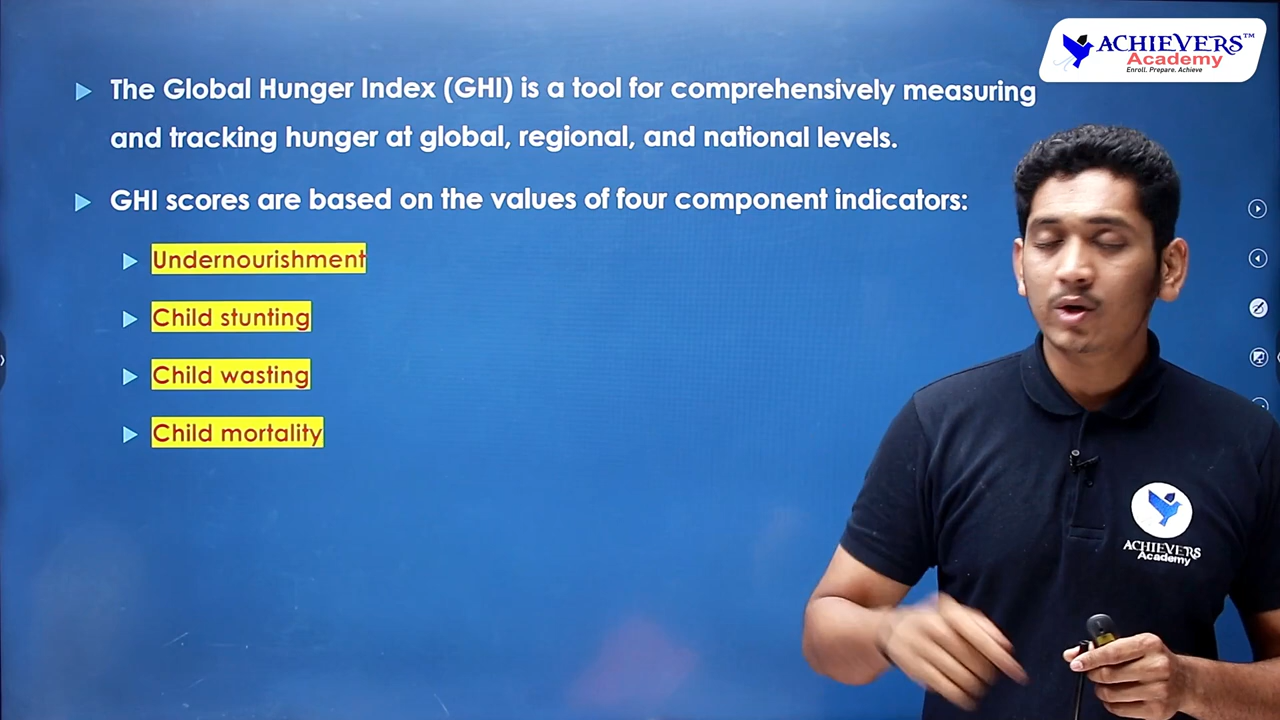 ACHIEVERS™
Academy
Enroll. Prepare. Achieve
The Global Hunger Index (GHI) is a tool for comprehensively measuring
and tracking hunger at global, regional, and national levels.
GHI scores are based on the values of four component indicators:
Undernourishment
Child stunting
Child wasting
Child mortality
ACHIEVERS
Academy